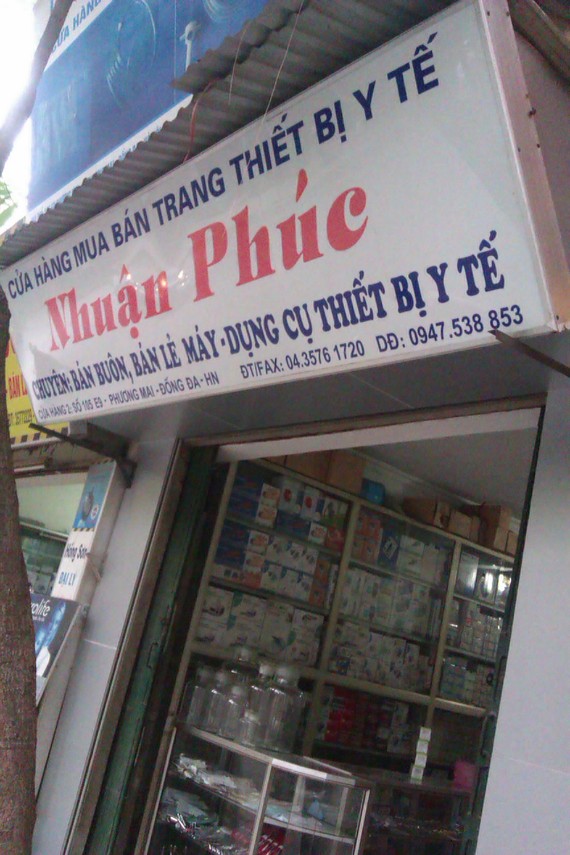 CỬA HÀNG
CỬA HÀNG MUA BÁN TRANG THIẾT BỊ Y TẾ
Nhuận Phúc
CHUYÊN: BÁN BUÔN, BÁN LẺ MÁY - DỤNG CỤ THIẾT BỊ Y TẾ
CỬA HÀNG 2: SỐ 105 E9 - PHƯƠNG MAI - ĐỐNG ĐA - HN ĐT/FAX: 04.3576 1720 DĐ: 0947.538 853
ĐẠI LÝ